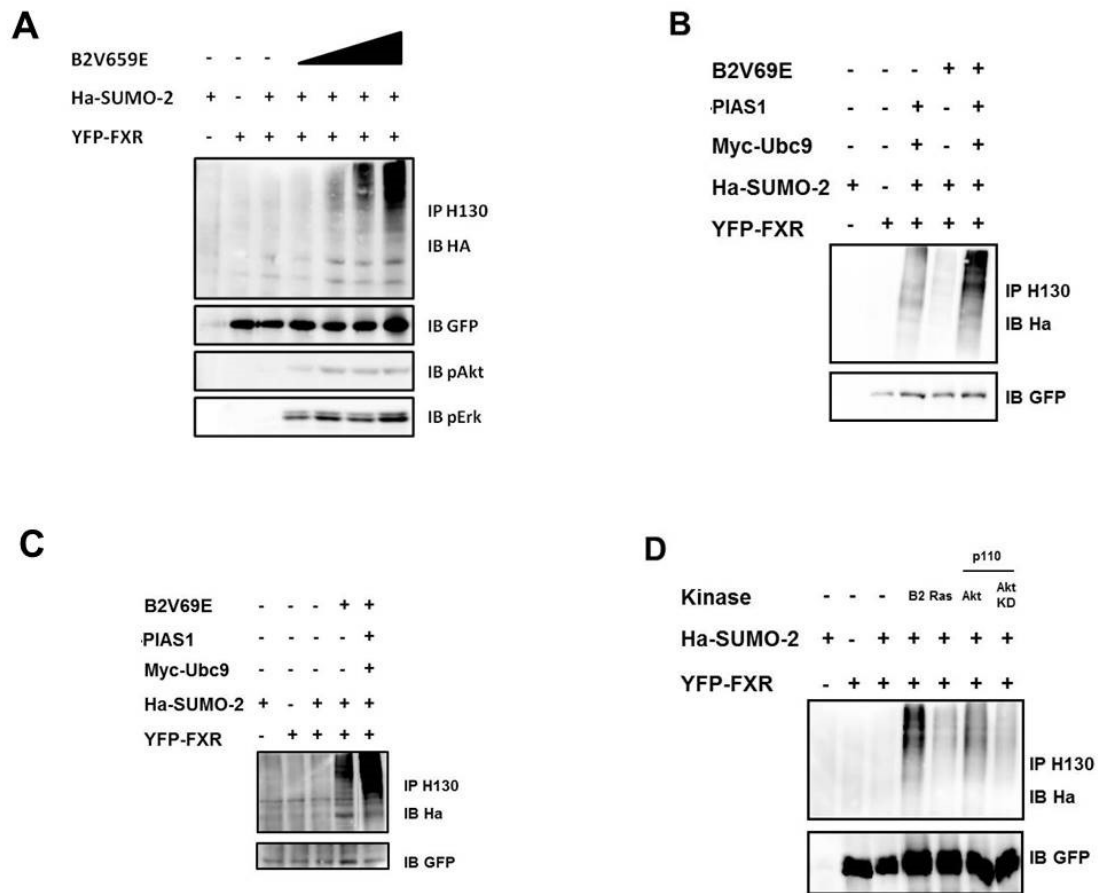 A
B2V659E - - -
Ha-SUMO-2 + - + + + + +
YFP-FXR - + + + + + +
IP H130
IB HA
IB GFP
IB pAkt
IB pErk
B
B2V69E - - - + +
·PIAS1 - - + - +
Myc-Ubc9 - - + - +
Ha-SUMO-2 + - + + +
YFP-FXR - + + + +
IP H130
IB Ha
IB GFP
C
B2V69E - - - + +
·PIAS1 - - - - +
Myc-Ubc9 - - - - +
Ha-SUMO-2 + - + + +
YFP-FXR - + + + +
IP H130
IB Ha
IB GFP
D
p110
Kinase - - - B2 Ras Akt Akt KD
Ha-SUMO-2 + - + + + + +
YFP-FXR - + + + + + +
IP H130
IB Ha
IB GFP